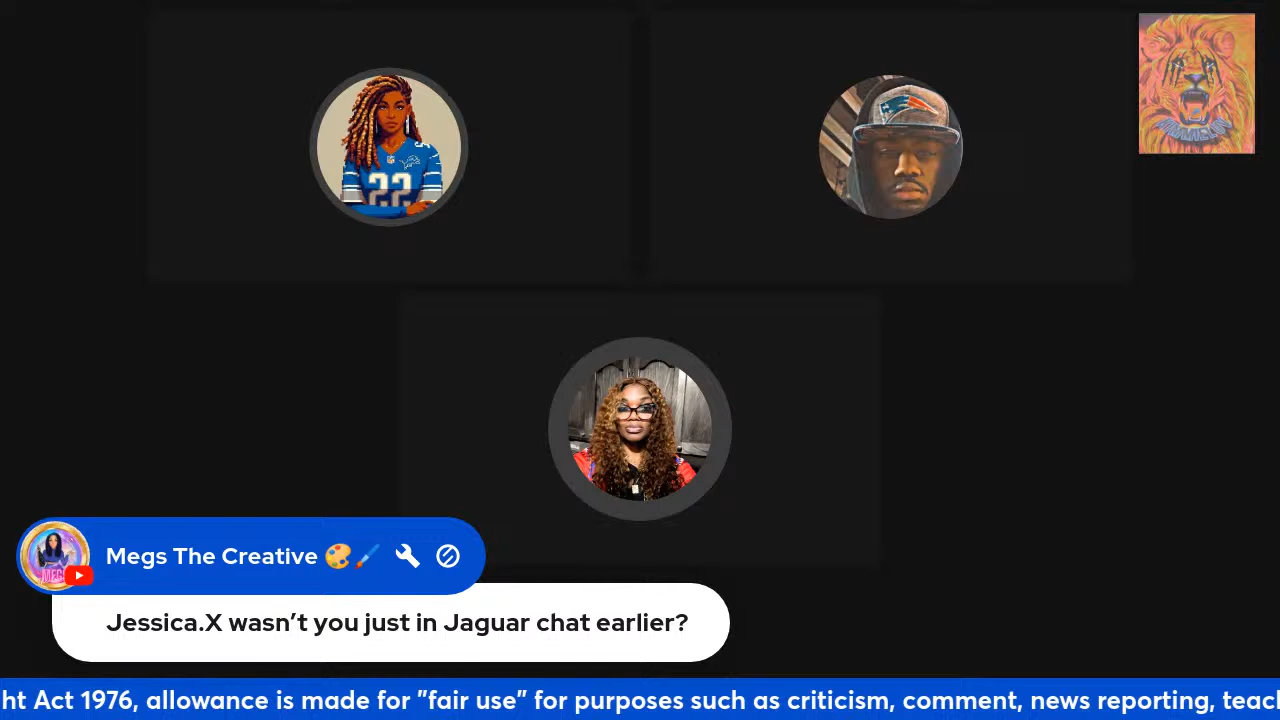 22
Megs The Creative 🎨🖌️
Jessica.X wasn’t you just in Jaguar chat earlier?
ht Act 1976, allowance is made for "fair use" for purposes such as criticism, comment, news reporting, teac